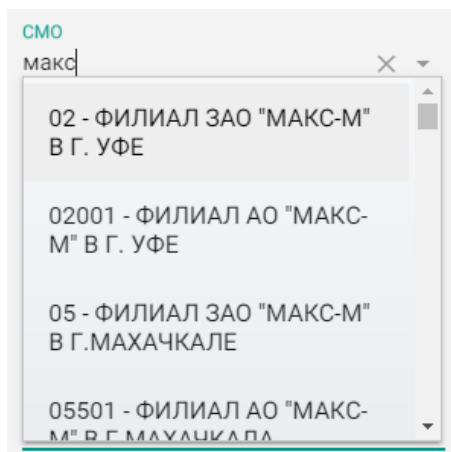 СМО
макс
02 - ФИЛИАЛ ЗАО "МАКС-М"
В Г. УФЕ
02001 - ФИЛИАЛ АО "МАКС-
М" В Г. УФЕ
05 - ФИЛИАЛ ЗАО "МАКС-М"
В Г.МАХАЧКАЛЕ
05501 - ФИЛИАЛ АО "МАКС-
М" В Г.МАХАЧКАЛА